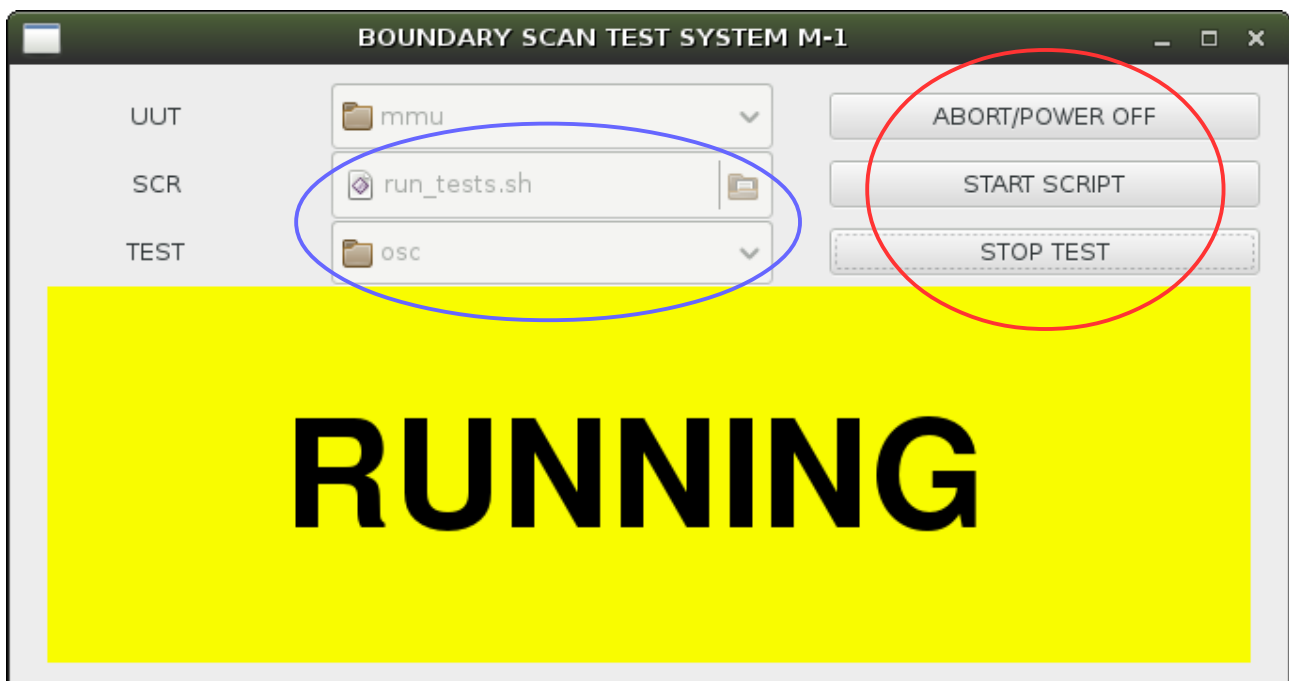 BOUNDARY SCAN TEST SYSTEM M-1
UUT mmu ABORT/POWER OFF
SCR run_tests.sh START SCRIPT
TEST osc STOP TEST
RUNNING